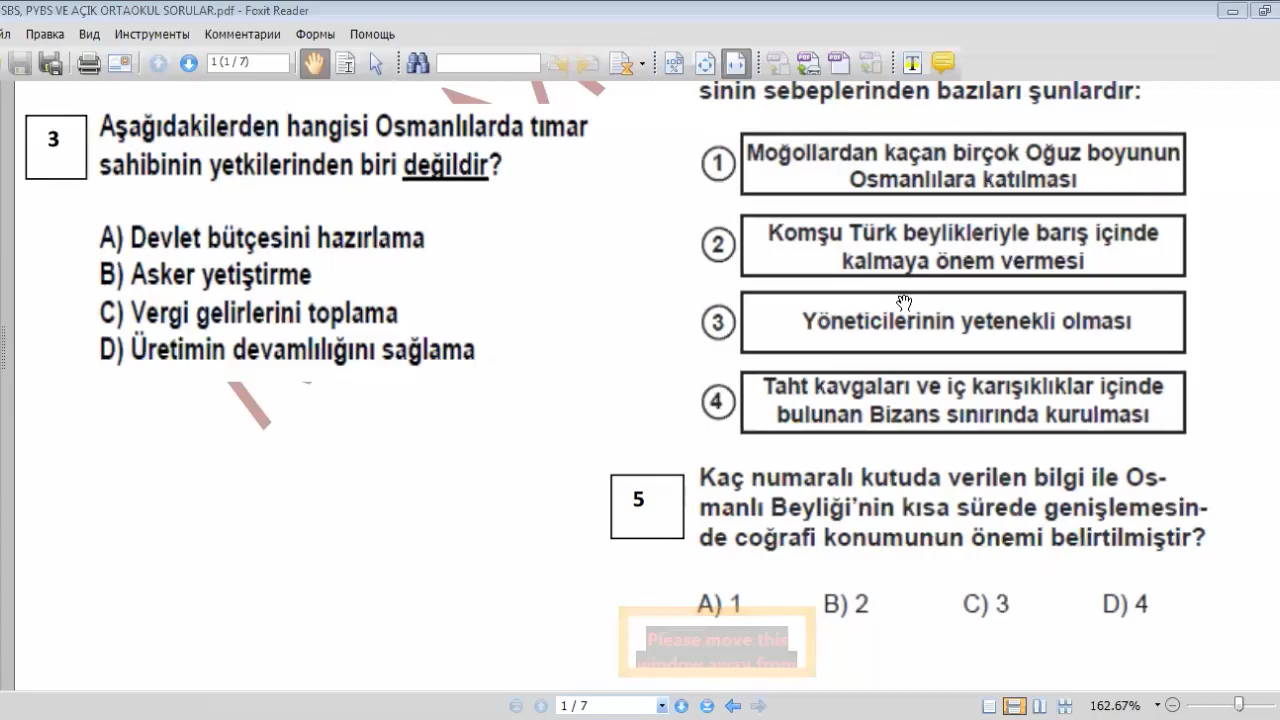 SBS, PYBS VE AÇIK ORTAOKUL SORULAR.pdf - Foxit Reader
Правка Вид Инструменты Комментарии Формы Помощь
1 (1 / 7)
3
Aşağıdakilerden hangisi Osmanlılarda tımar
sahibinin yetkilerinden biri değildir?
A) Devlet bütçesini hazırlama
B) Asker yetiştirme
C) Vergi gelirlerini toplama
D) Üretimin devamlılığını sağlama
sinin sebeplerinden bazıları şunlardır:
1 Moğollardan kaçan birçok Oğuz boyunun
Osmanlılara katılması
2 Komşu Türk beylikleriyle barış içinde
kalmaya önem vermesi
3 Yöneticilerinin yetenekli olması
4 Taht kavgaları ve iç karışıklıklar içinde
bulunan Bizans sınırında kurulması
5
Kaç numaralı kutuda verilen bilgi ile Os-
manlı Beyliği'nin kısa sürede genişlemesin-
de coğrafi konumunun önemi belirtilmiştir?
A) 1 B) 2 C) 3 D) 4
Please move this
window away from
1 / 7
162.67%